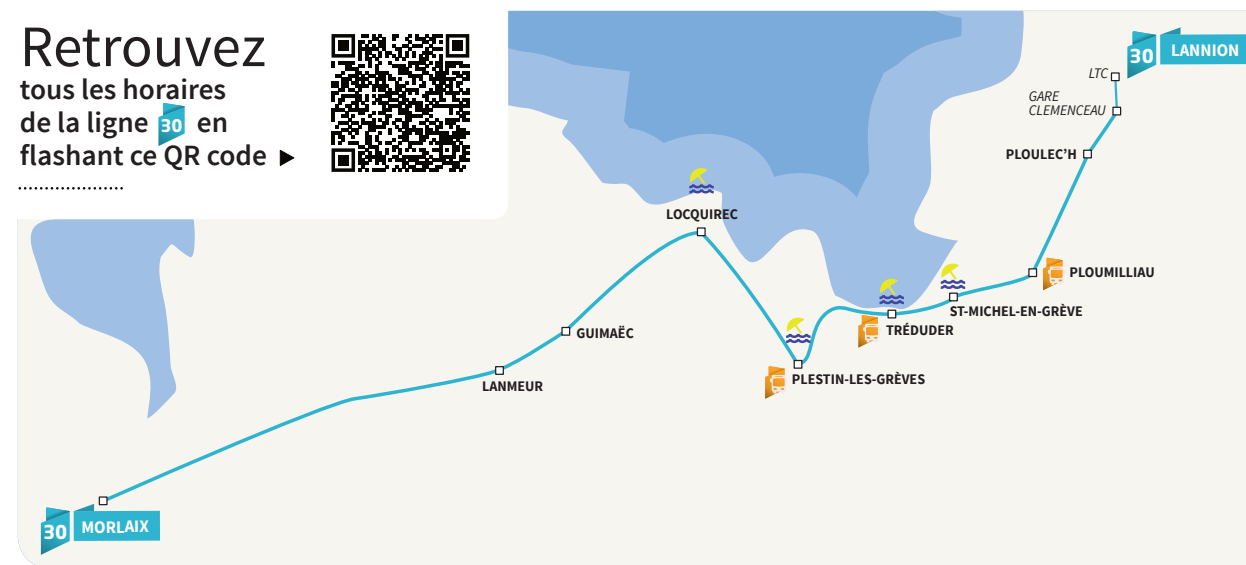 Retrouvez
tous les horaires
de la ligne 30 en
flashant ce QR code
30 LANNION
LTC
GARE
CLEMENCEAU
PLOULEC'H
LOCQUIREC
PLOUMILLIAU
ST-MICHEL-EN-GRÈVE
TRÉDUDER
GUIMAËC
PLESTIN-LES-GRÈVES
LANMEUR
30 MORLAIX